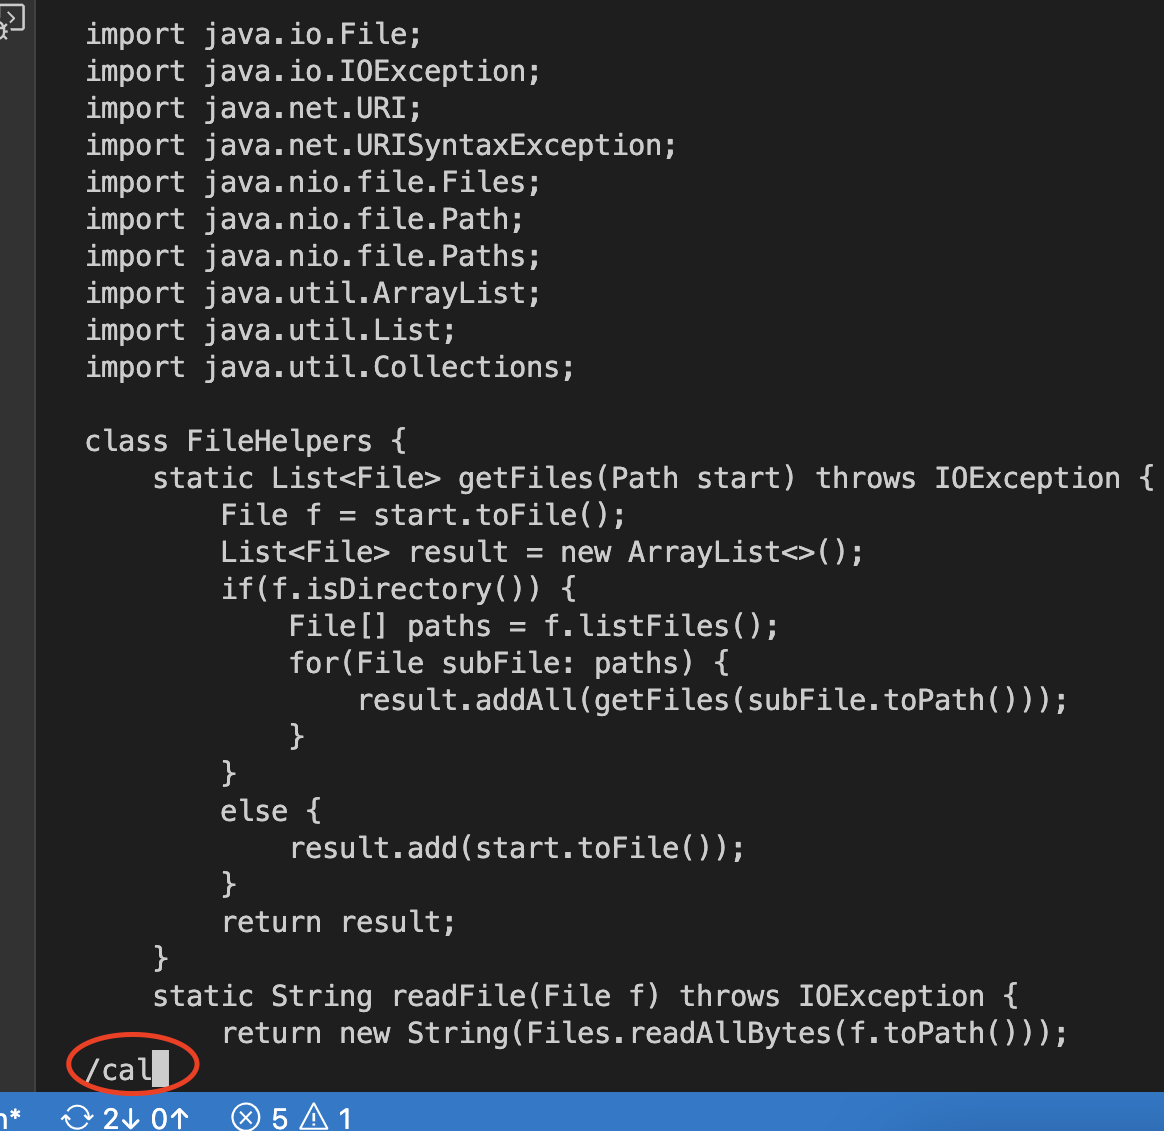 import java.io.File;
import java.io.IOException;
import java.net.URI;
import java.net.URISyntaxException;
import java.nio.file.Files;
import java.nio.file.Path;
import java.nio.file.Paths;
import java.util.ArrayList;
import java.util.List;
import java.util.Collections;

class FileHelpers {
    static List<File> getFiles(Path start) throws IOException {
        File f = start.toFile();
        List<File> result = new ArrayList<>();
        if(f.isDirectory()) {
            File[] paths = f.listFiles();
            for(File subFile: paths) {
                result.addAll(getFiles(subFile.toPath()));
            }
        }
        else {
            result.add(start.toFile());
        }
        return result;
    }
    static String readFile(File f) throws IOException {
        return new String(Files.readAllBytes(f.toPath()));
/cal
* 2↓ 0↑ 5 1